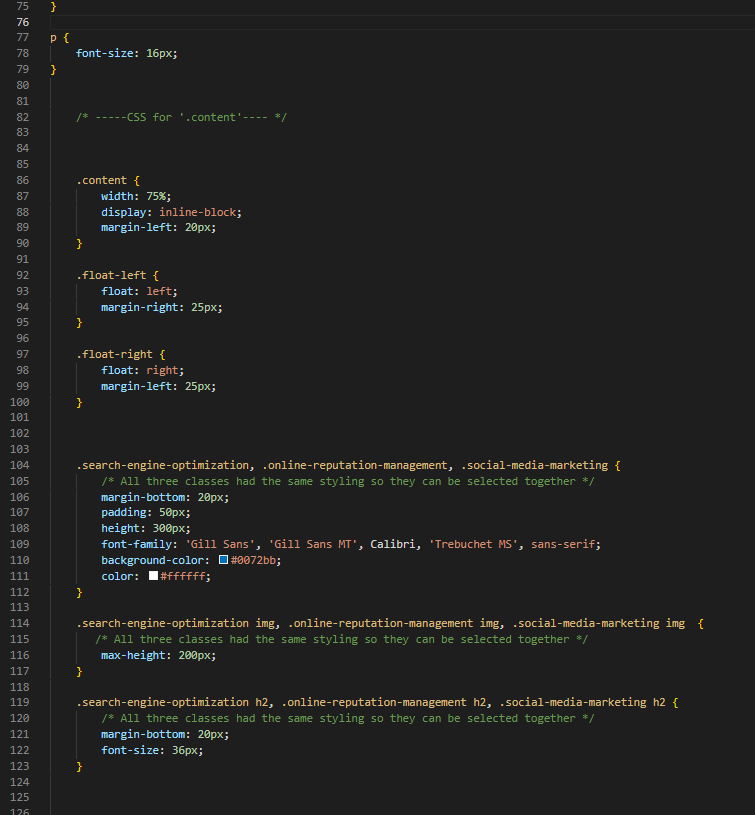 75 }
76
77 p {
78 font-size: 16px;
79 }
80
81
82 /* -----CSS for '.content'---- */
83
84
85
86 .content {
87 width: 75%;
88 display: inline-block;
89 margin-left: 20px;
90 }
91
92 .float-left {
93 float: left;
94 margin-right: 25px;
95 }
96
97 .float-right {
98 float: right;
99 margin-left: 25px;
100 }
101
102
103
104 .search-engine-optimization, .online-reputation-management, .social-media-marketing {
105 /* All three classes had the same styling so they can be selected together */
106 margin-bottom: 20px;
107 padding: 50px;
108 height: 300px;
109 font-family: 'Gill Sans', 'Gill Sans MT', Calibri, 'Trebuchet MS', sans-serif;
110 background-color: #0072bb;
111 color: #ffffff;
112 }
113
114 .search-engine-optimization img, .online-reputation-management img, .social-media-marketing img  {
115 /* All three classes had the same styling so they can be selected together */
116 max-height: 200px;
117 }
118
119 .search-engine-optimization h2, .online-reputation-management h2, .social-media-marketing h2 {
120 /* All three classes had the same styling so they can be selected together */
121 margin-bottom: 20px;
122 font-size: 36px;
123 }
124
125
126